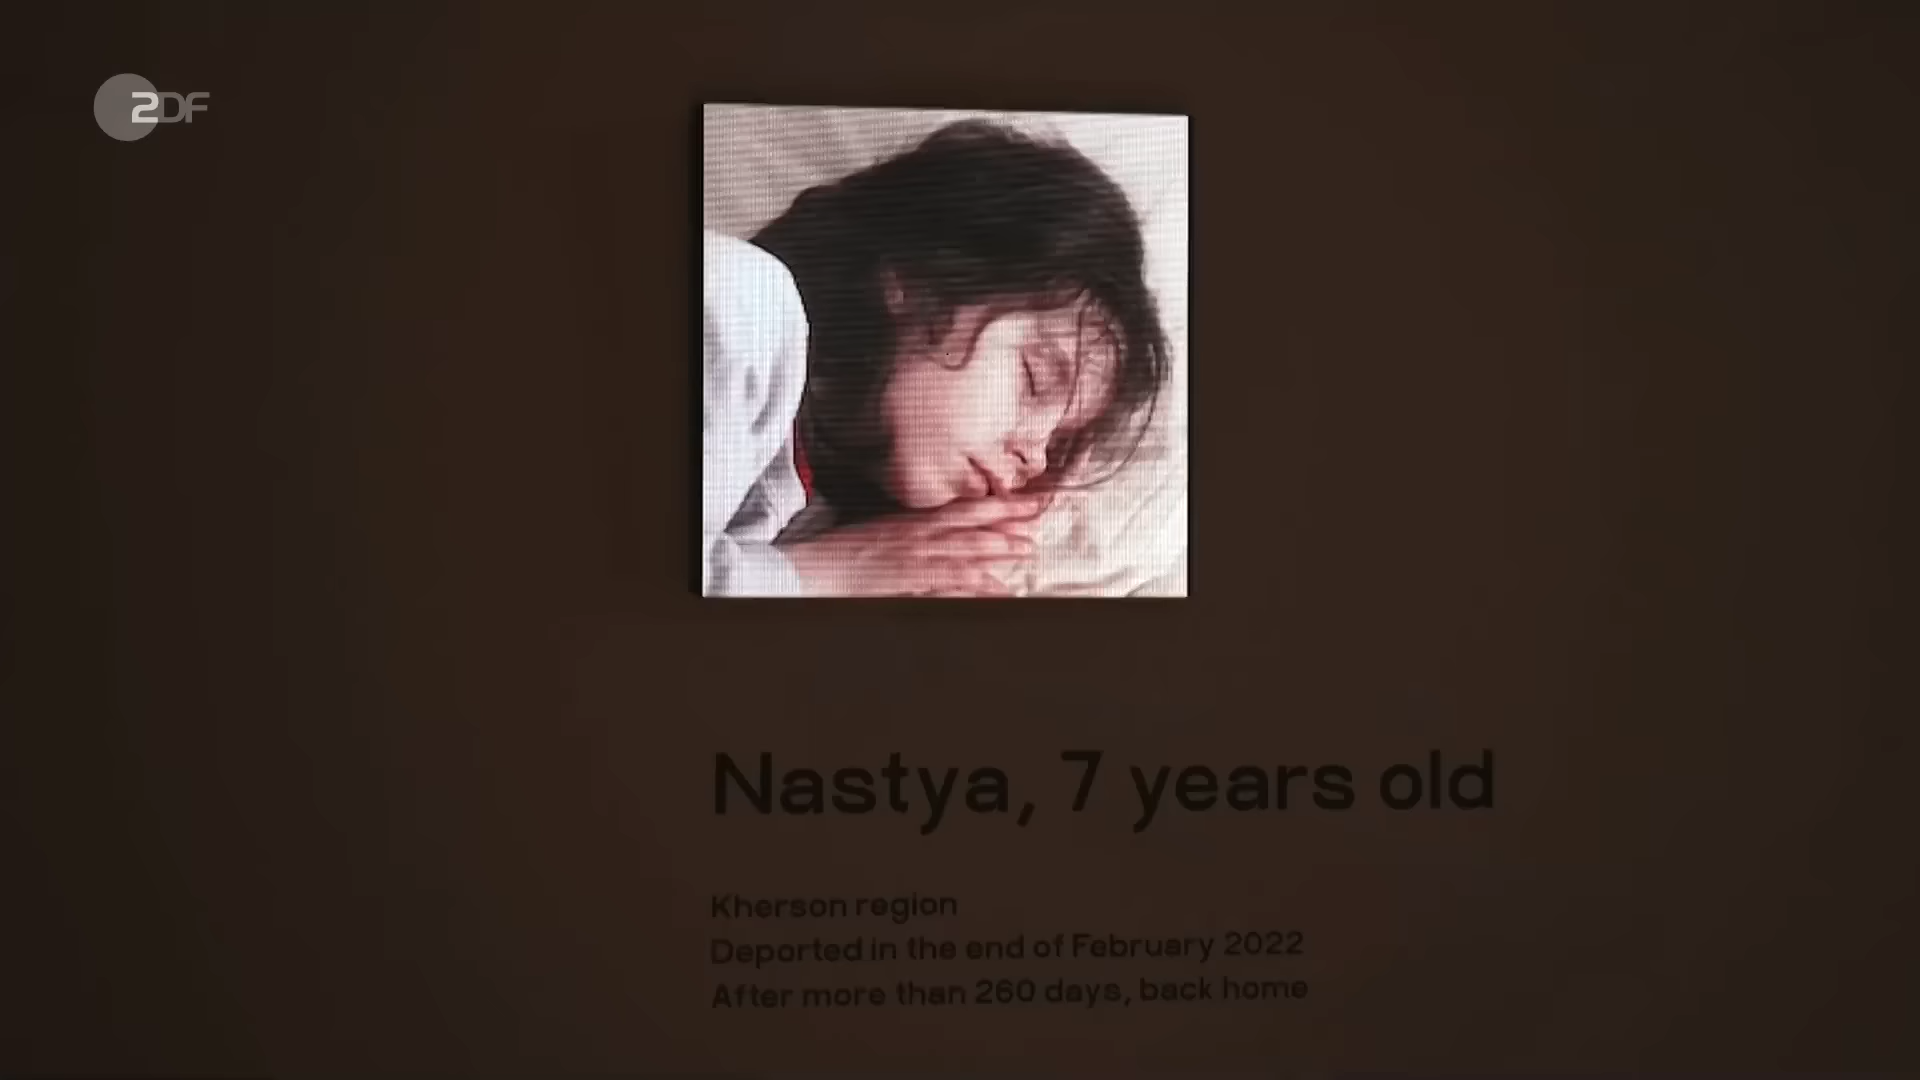 ZDF
Nastya, 7 years old
Kherson region
Deported in the end of February 2022
After more than 260 days, back home